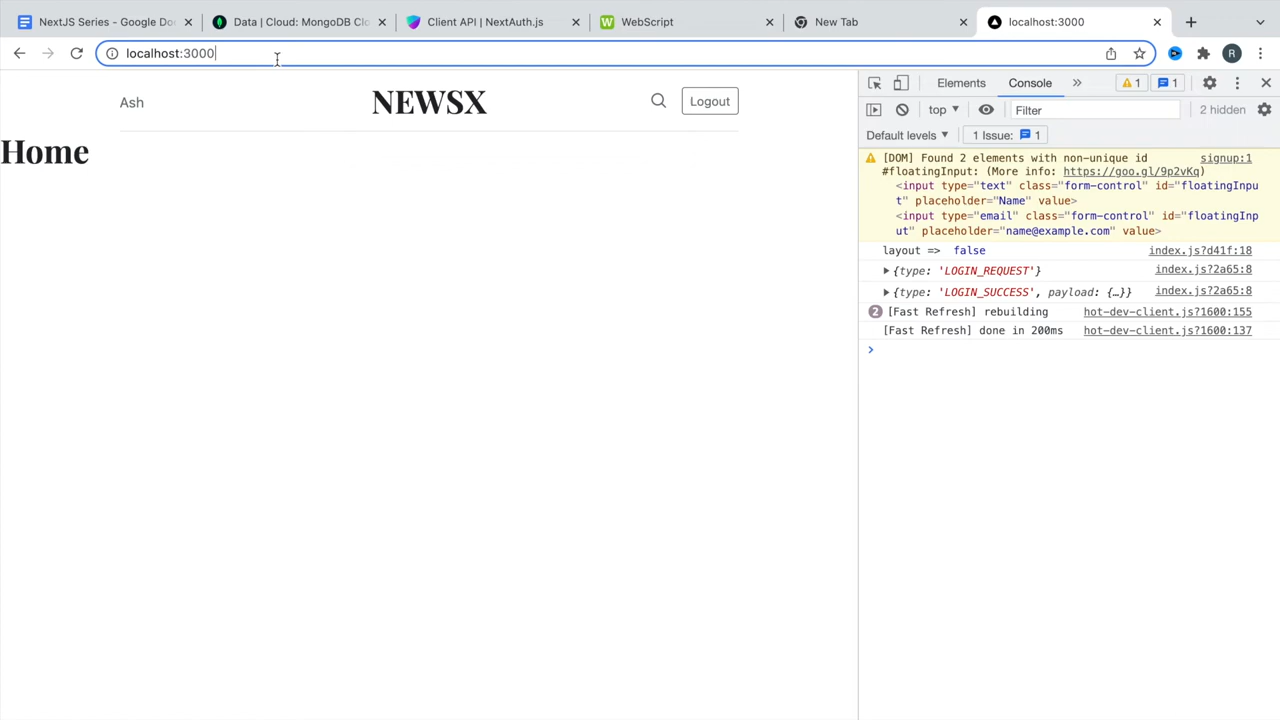 NextJS Series - Google Do
Data | Cloud: MongoDB Clo
Client API | NextAuth.js
WebScript
New Tab
localhost:3000
localhost:3000
R
Ash
NEWSX
Logout
Home
Elements
Console
1
1
top
Filter
2 hidden
Default levels
1 Issue:
1
[DOM] Found 2 elements with non-unique id signup:1
#floatingInput: (More info: https://goo.gl/9p2vKq)
<input type="text" class="form-control" id="floatingInpu
t" placeholder="Name" value>
<input type="email" class="form-control" id="floatingInp
ut" placeholder="name@example.com" value>
layout => false index.js?d41f:18
{type: 'LOGIN_REQUEST'} index.js?2a65:8
{type: 'LOGIN_SUCCESS', payload: {…}} index.js?2a65:8
2 [Fast Refresh] rebuilding hot-dev-client.js?1600:155
[Fast Refresh] done in 200ms hot-dev-client.js?1600:137